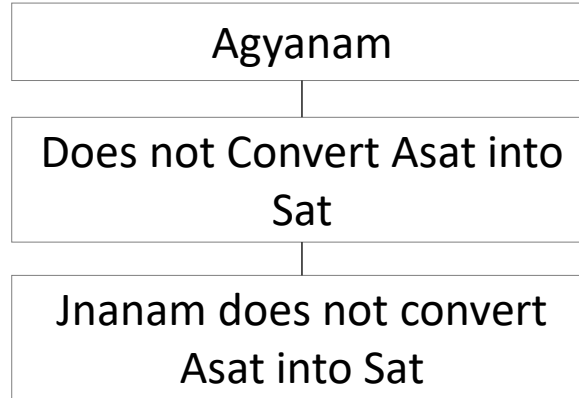 Agyanam
Does not Convert Asat into
Sat
Jnanam does not convert
Asat into Sat